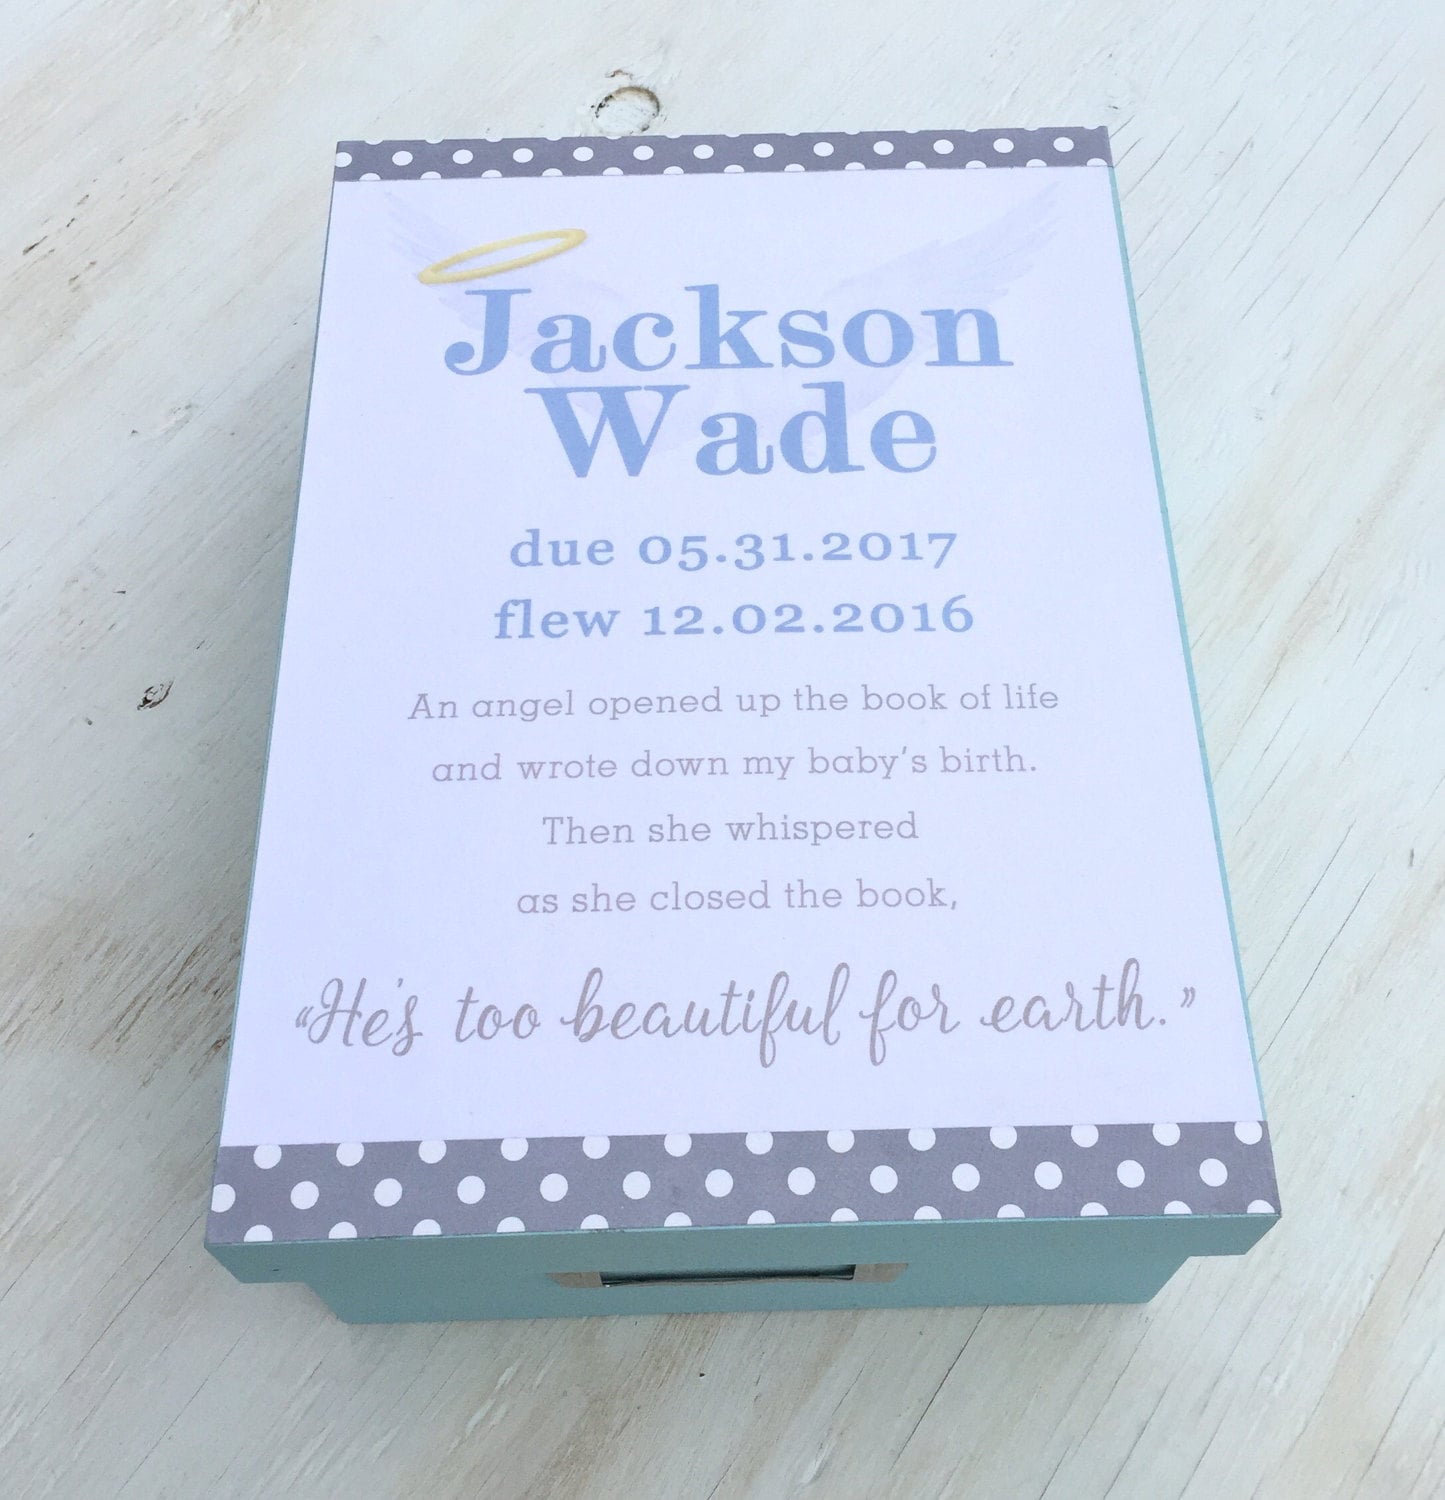 Jackson
Wade
due 05.31.2017
flew 12.02.2016
An angel opened up the book of life
and wrote down my baby's birth.
Then she whispered
as she closed the book,
“He's too beautiful for earth.”